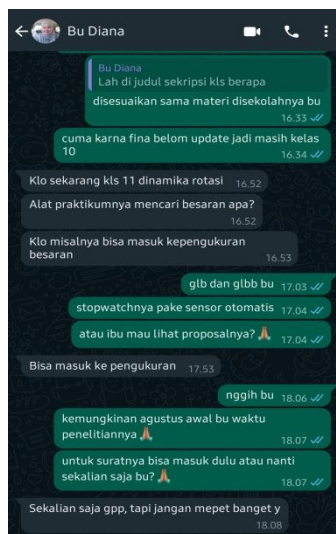 Bu Diana
Bu Diana
Lah di judul sekripsi kls berapa
disesuaikan sama materi disekolahnya bu
16.33
cuma karna fina belom update jadi masih kelas
10
16.34
Klo sekarang kls 11 dinamika rotasi 16.52
Alat praktikumnya mencari besaran apa?
16.52
Klo misalnya bisa masuk kepengukuran
besaran
16.53
glb dan glbb bu 17.03
stopwatchnya pake sensor otomatis 17.04
atau ibu mau lihat proposalnya? 🙏 17.04
Bisa masuk ke pengukuran 17.53
nggih bu 18.06
kemungkinan agustus awal bu waktu
penelitiannya 🙏
18.07
untuk suratnya bisa masuk dulu atau nanti
sekalian saja bu? 🙏
18.07
Sekalian saja gpp, tapi jangan mepet banget y
18.08